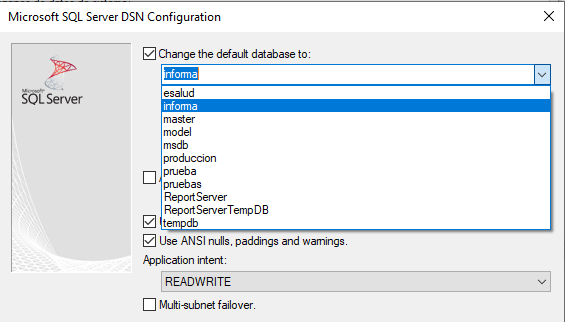 Microsoft SQL Server DSN Configuration
Microsoft
SQL Server
Change the default database to:
informa
esalud
informa
master
model
msdb
produccion
prueba
pruebas
ReportServer
ReportServerTempDB
tempdb
Use ANSI nulls, paddings and warnings.
Application intent:
READWRITE
Multi-subnet failover.